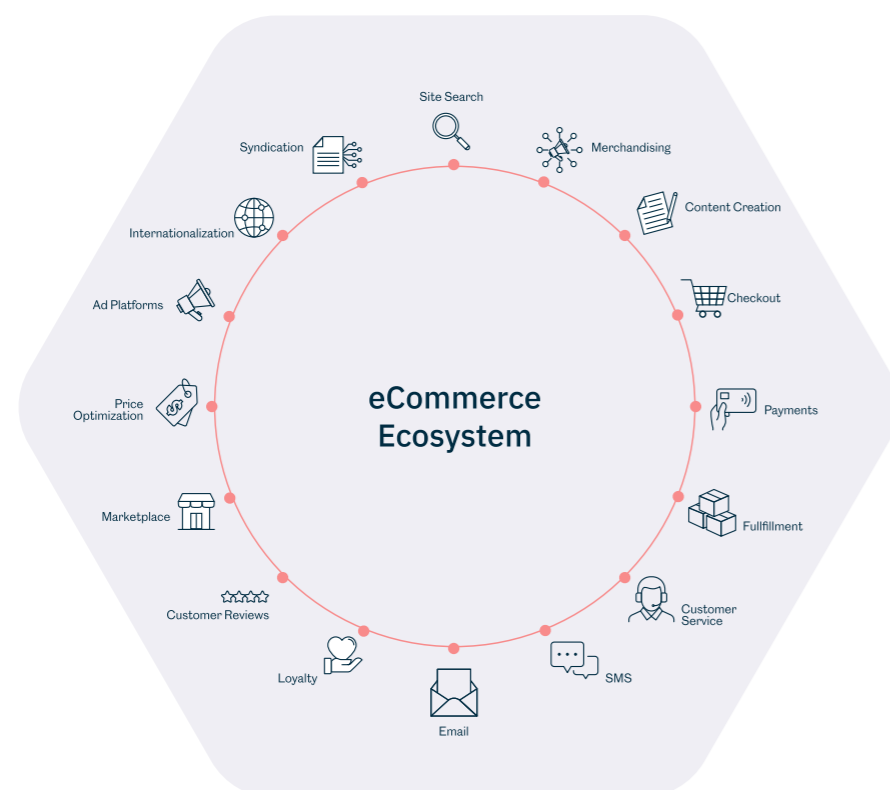 Site Search
Syndication
Merchandising
Content Creation
Internationalization
Checkout
Ad Platforms
eCommerce
Ecosystem
Price
Optimization
Payments
Marketplace
Fullfillment
Customer Reviews
Customer
Service
Loyalty
SMS
Email